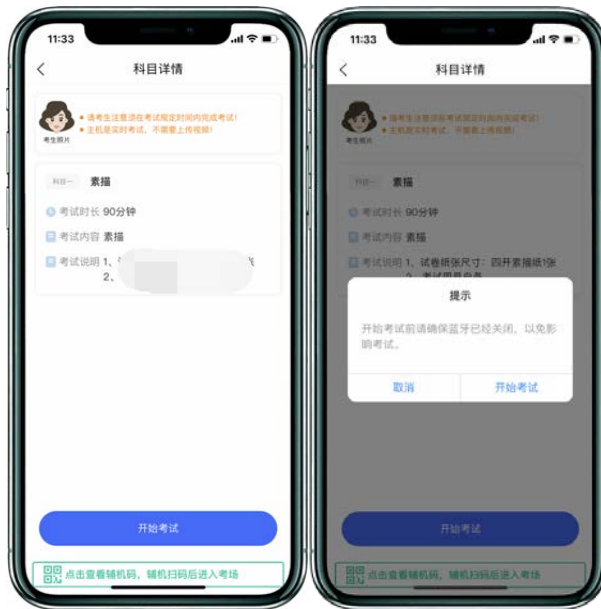 11:33
科目详情
• 请考生注意须在考试规定时间内完成考试!
• 主机是实时考试，不需要上传视频!
考生照片
科目一 素描
考试时长 90分钟
考试内容 素描
考试说明 1、
2、
开始考试
点击查看辅机码，辅机扫码后进入考场
11:33
科目详情
• 请考生注意须在考试规定时间内完成考试!
• 主机是实时考试，不需要上传视频!
考生照片
科目一 素描
考试时长 90分钟
考试内容 素描
考试说明 1、试卷纸张尺寸：四开素描纸1张
2、考试用具自备
提示
开始考试前请确保蓝牙已经关闭，以免影
响考试。
取消 开始考试
开始考试
点击查看辅机码，辅机扫码后进入考场